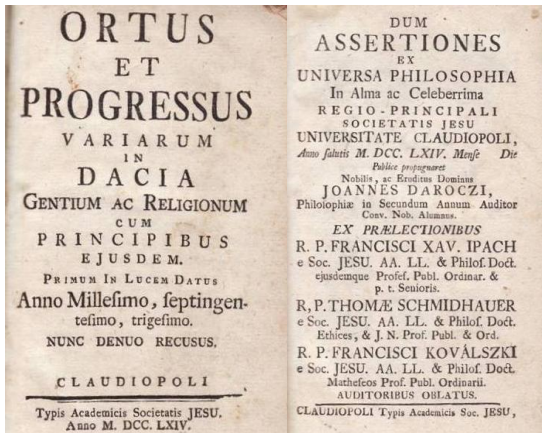 ORTUS
ET
PROGRESSUS
VARIARUM
IN
DACIA
GENTIUM AC RELIGIONUM
CUM
PRINCIPIBUS
EJUSDEM.
PRIMUM IN LUCEM DATUS
Anno Millesimo, septingen-
tesimo, trigesimo.
NUNC DENUO RECUSUS.
CLAUDIOPOLI
Typis Academicis Societatis JESU.
Anno M. DCC. LXIV.
DUM
ASSERTIONES
EX
UNIVERSA PHILOSOPHIA
In Alma ac Celeberrima
REGIO-PRINCIPALI
SOCIETATIS JESU
UNIVERSITATE CLAUDIOPOLI,
Anno salutis M. DCC. LXIV. Mense Die
Publice propugnaret
Nobilis, ac Eruditus Dominus
JOANNES DAROCZI,
Philosophiæ in Secundum Annum Auditor
Conv. Nob. Alumnus.
EX PRÆLECTIONIBUS
R. P. FRANCISCI XAV. IPACH
e Soc. JESU. AA. LL. & Philos. Doct.
ejusdemque Profes. Publ. Ordinar. &
p. t. Senioris.
R, P. THOMÆ SCHMIDHAUER
e Soc. JESU. AA. LL. & Philos. Doct.
Ethices, & J. N. Prof. Publ. & Ord.
R. P. FRANCISCI KOVÁLSZKI
e Soc. JESU. AA. LL. & Philos. Doct.
Matheseos Prof. Publ. Ordinarii.
AUDITORIBUS OBLATUS.
CLAUDIOPOLI Typis Academicis Soc. JESU,